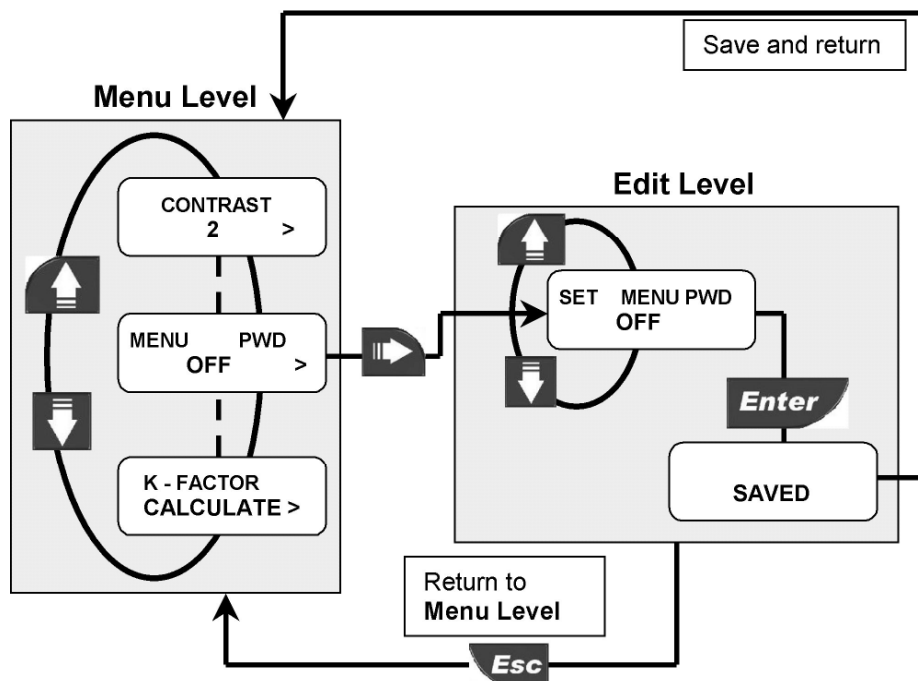 Save and return
Menu Level
CONTRAST
2 >
Edit Level
SET MENU PWD
OFF
MENU PWD
OFF >
Enter
K - FACTOR
CALCULATE >
SAVED
Return to
Menu Level
Esc